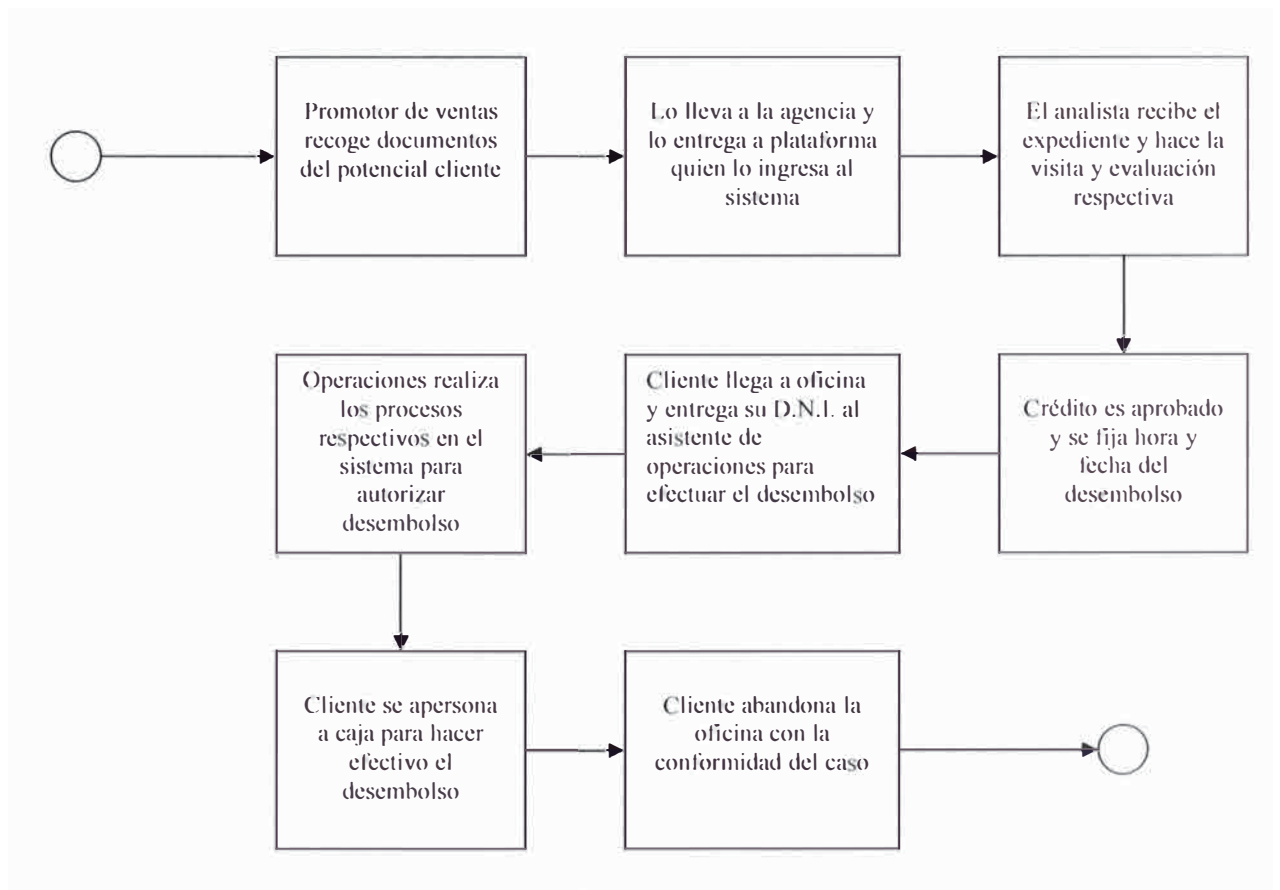 Promotor de ventas
recoge documentos
del potencial cliente
Lo lleva a la agencia y
lo entrega a plataforma
quien lo ingresa al
sistema
El analista recibe el
expediente y hace la
visita y evaluación
respectiva
Crédito es aprobado
y se fija hora y
fecha del
desembolso
Cliente llega a oficina
y entrega su D.N.I. al
asistente de
operaciones para
efectuar el desembolso
Operaciones realiza
los procesos
respectivos en el
sistema para
autorizar
desembolso
Cliente se apersona
a caja para hacer
efectivo el
desembolso
Cliente abandona la
oficina con la
conformidad del caso